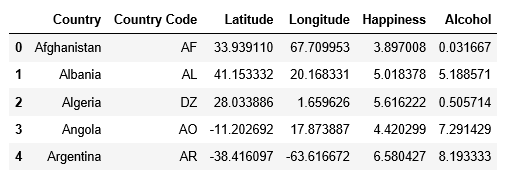 Country Country Code Latitude Longitude Happiness Alcohol
0 Afghanistan AF 33.939110 67.709953 3.897008 0.031667
1 Albania AL 41.153332 20.168331 5.018378 5.188571
2 Algeria DZ 28.033886 1.659626 5.616222 0.505714
3 Angola AO -11.202692 17.873887 4.420299 7.291429
4 Argentina AR -38.416097 -63.616672 6.580427 8.193333